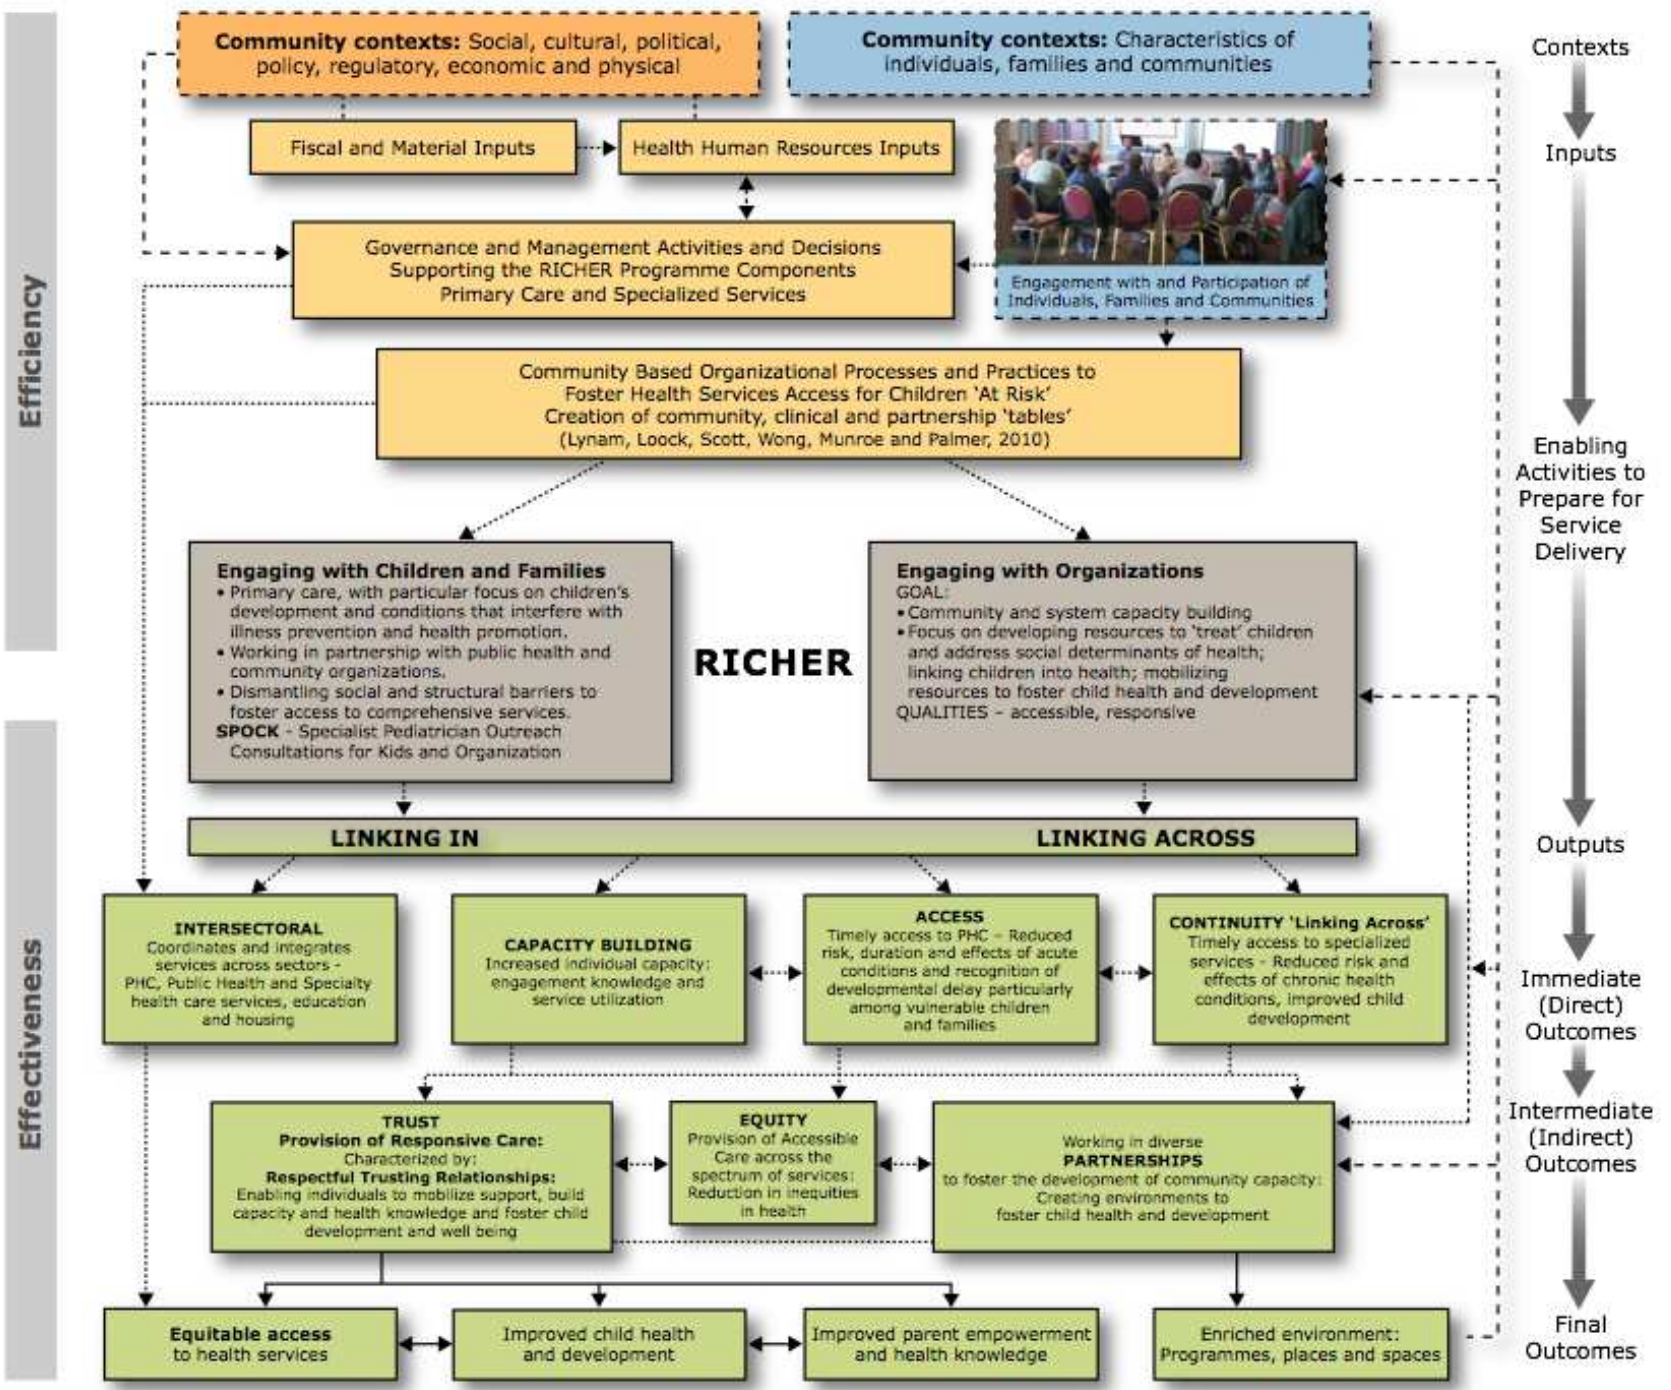 Community contexts: Social, cultural, political,
policy, regulatory, economic and physical
Community contexts: Characteristics of
individuals, families and communities
Contexts
Fiscal and Material Inputs
Health Human Resources Inputs
Inputs
Governance and Management Activities and Decisions
Supporting the RICHER Programme Components
Primary Care and Specialized Services
Engagement with and Participation of
Individuals, Families and Communities
Efficiency
Community Based Organizational Processes and Practices to
Foster Health Services Access for Children ‘At Risk’
Creation of community, clinical and partnership ‘tables’
(Lynam, Loock, Scott, Wong, Munroe and Palmer, 2010)
Enabling
Activities to
Prepare for
Service
Delivery
Engaging with Children and Families
• Primary care, with particular focus on children’s
development and conditions that interfere with
illness prevention and health promotion.
• Working in partnership with public health and
community organizations.
• Dismantling social and structural barriers to
foster access to comprehensive services.
SPOCK - Specialist Pediatrician Outreach
Consultations for Kids and Organization
RICHER
Engaging with Organizations
GOAL:
• Community and system capacity building
• Focus on developing resources to ‘treat’ children
and address social determinants of health;
linking children into health; mobilizing
resources to foster child health and development
QUALITIES – accessible, responsive
LINKING IN
LINKING ACROSS
Outputs
Effectiveness
INTERSECTORAL
Coordinates and integrates
services across sectors -
PHC, Public Health and Specialty
health care services, education
and housing
CAPACITY BUILDING
Increased individual capacity:
engagement knowledge and
service utilization
ACCESS
Timely access to PHC – Reduced
risk, duration and effects of acute
conditions and recognition of
developmental delay particularly
among vulnerable children
and families
CONTINUITY ‘Linking Across’
Timely access to specialized
services - Reduced risk and
effects of chronic health
conditions, improved child
development
Immediate
(Direct)
Outcomes
TRUST
Provision of Responsive Care:
Characterized by:
Respectful Trusting Relationships:
Enabling individuals to mobilize support, build
capacity and health knowledge and foster child
development and well being
EQUITY
Provision of Accessible
Care across the
spectrum of services:
Reduction in inequities
in health
Working in diverse
PARTNERSHIPS
to foster the development of community capacity:
Creating environments to
foster child health and development
Intermediate
(Indirect)
Outcomes
Equitable access
to health services
Improved child health
and development
Improved parent empowerment
and health knowledge
Enriched environment:
Programmes, places and spaces
Final
Outcomes